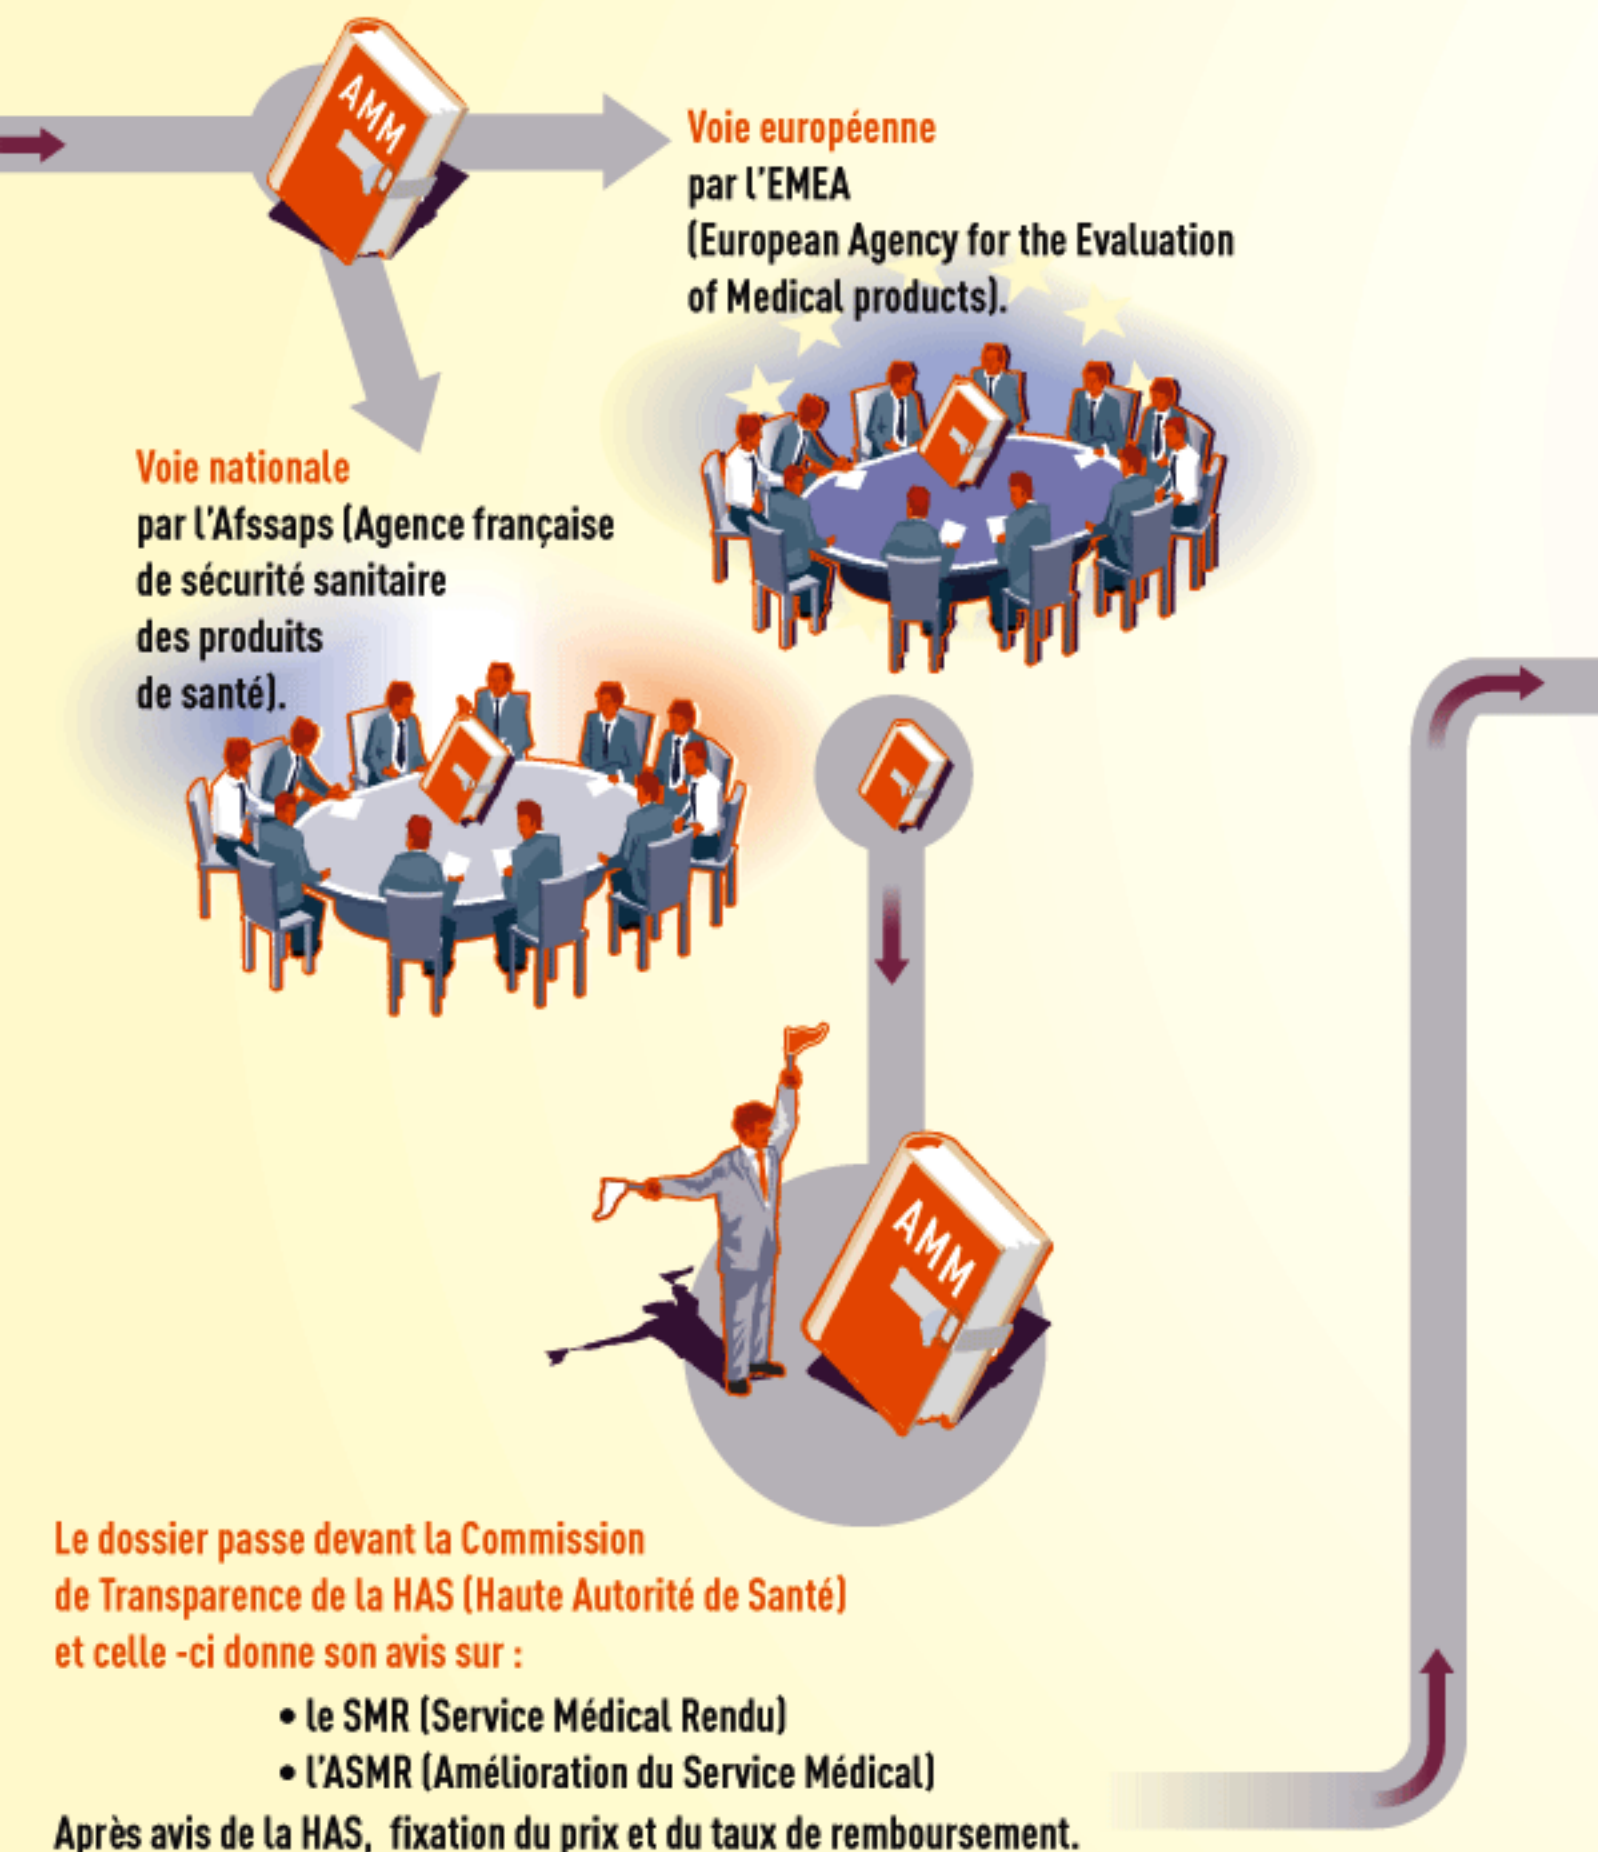 AMM
Voie européenne
par l'EMEA
(European Agency for the Evaluation
of Medical products).
Voie nationale
par l'Afssaps (Agence française
de sécurité sanitaire
des produits
de santé).
AMM
Le dossier passe devant la Commission
de Transparence de la HAS (Haute Autorité de Santé)
et celle -ci donne son avis sur :
• le SMR (Service Médical Rendu)
• l'ASMR (Amélioration du Service Médical)
Après avis de la HAS, fixation du prix et du taux de remboursement.